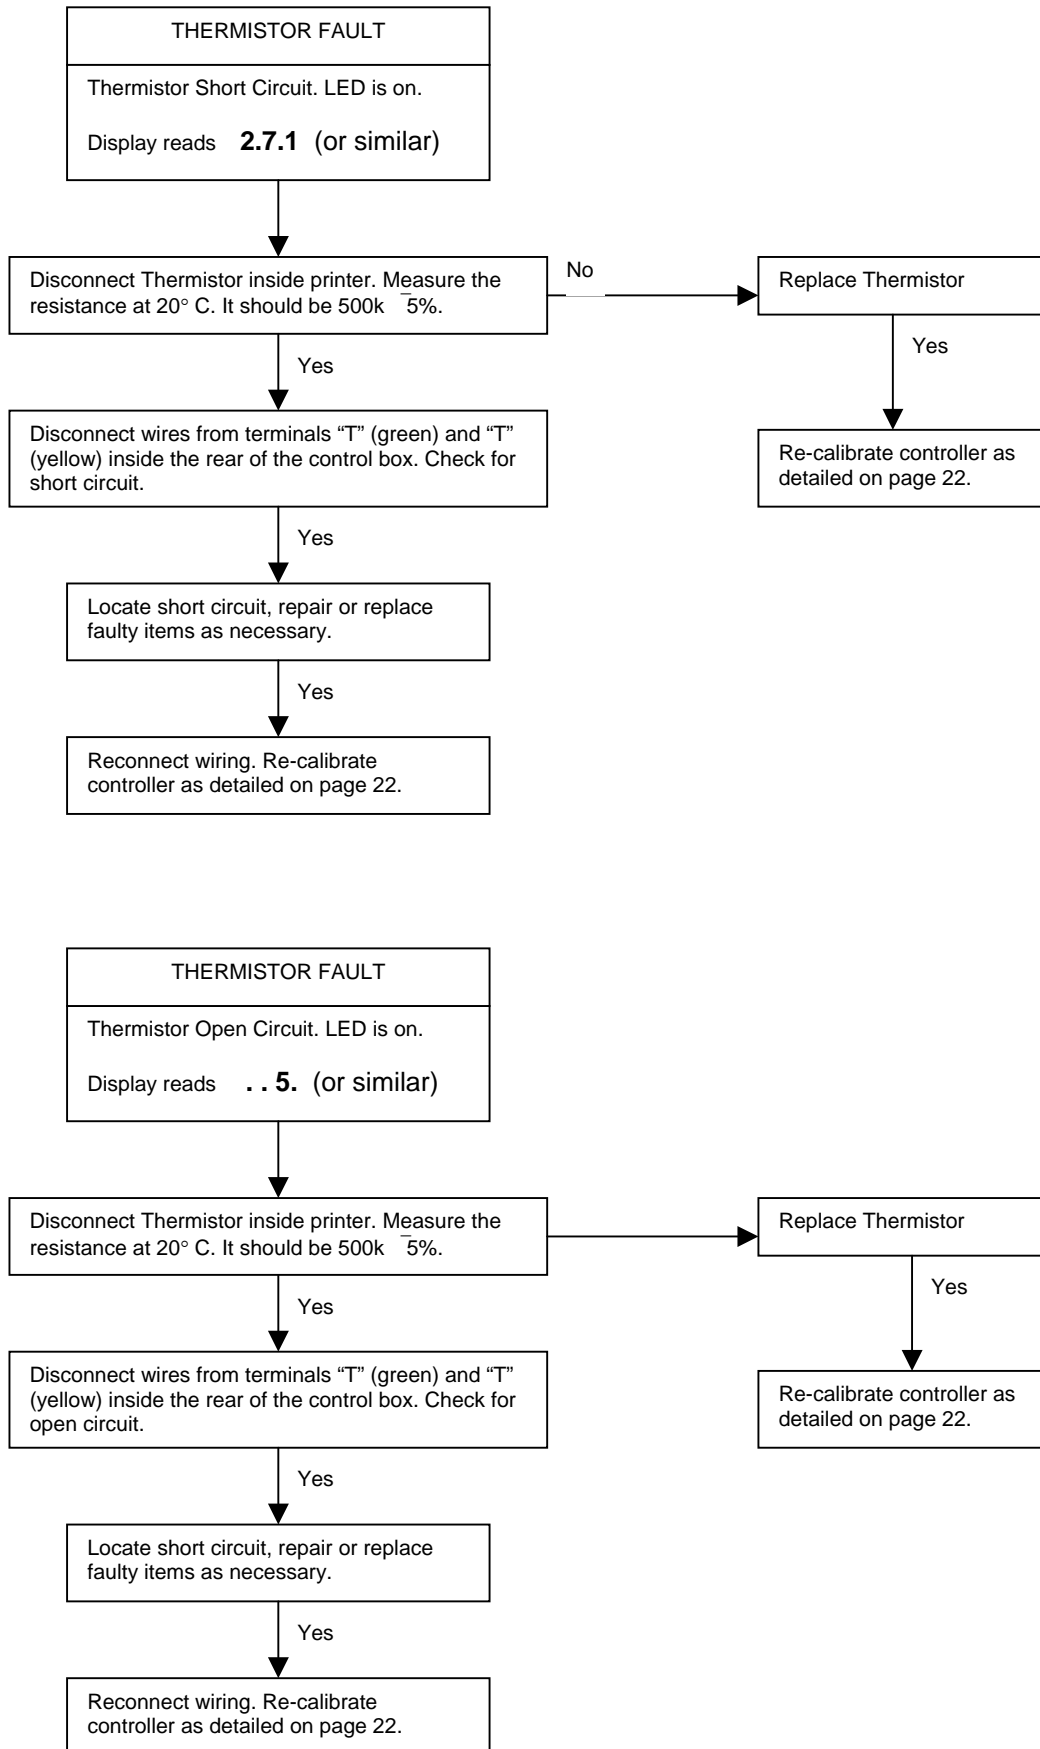 THERMISTOR FAULT
Thermistor Short Circuit. LED is on.
Display reads 2.7.1 (or similar)
Disconnect Thermistor inside printer. Measure the
resistance at 20° C. It should be 500k ¯5%.
No
Replace Thermistor
Yes
Yes
Disconnect wires from terminals “T” (green) and “T”
(yellow) inside the rear of the control box. Check for
short circuit.
Re-calibrate controller as
detailed on page 22.
Yes
Locate short circuit, repair or replace
faulty items as necessary.
Yes
Reconnect wiring. Re-calibrate
controller as detailed on page 22.
THERMISTOR FAULT
Thermistor Open Circuit. LED is on.
Display reads . . 5. (or similar)
Disconnect Thermistor inside printer. Measure the
resistance at 20° C. It should be 500k ¯5%.
Replace Thermistor
Yes
Yes
Disconnect wires from terminals “T” (green) and “T”
(yellow) inside the rear of the control box. Check for
open circuit.
Re-calibrate controller as
detailed on page 22.
Yes
Locate short circuit, repair or replace
faulty items as necessary.
Yes
Reconnect wiring. Re-calibrate
controller as detailed on page 22.